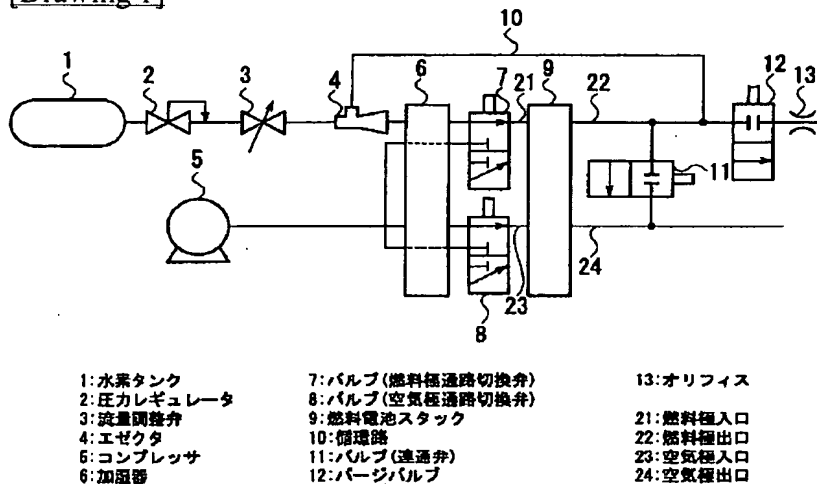 [Drawing 1]
10
1
2
3
4
6
7
21
9
22
12
13
5
11
23
24
8
1:水素タンク
2:圧力レギュレータ
3:流量調整弁
4:エゼクタ
5:コンプレッサ
6:加湿器
7:バルブ(燃料極通路切換弁)
8:バルブ(空気極通路切換弁)
9:燃料電池スタック
10:循環路
11:バルブ(連通弁)
12:パージバルブ
13:オリフィス
21:燃料極入口
22:燃料極出口
23:空気極入口
24:空気極出口